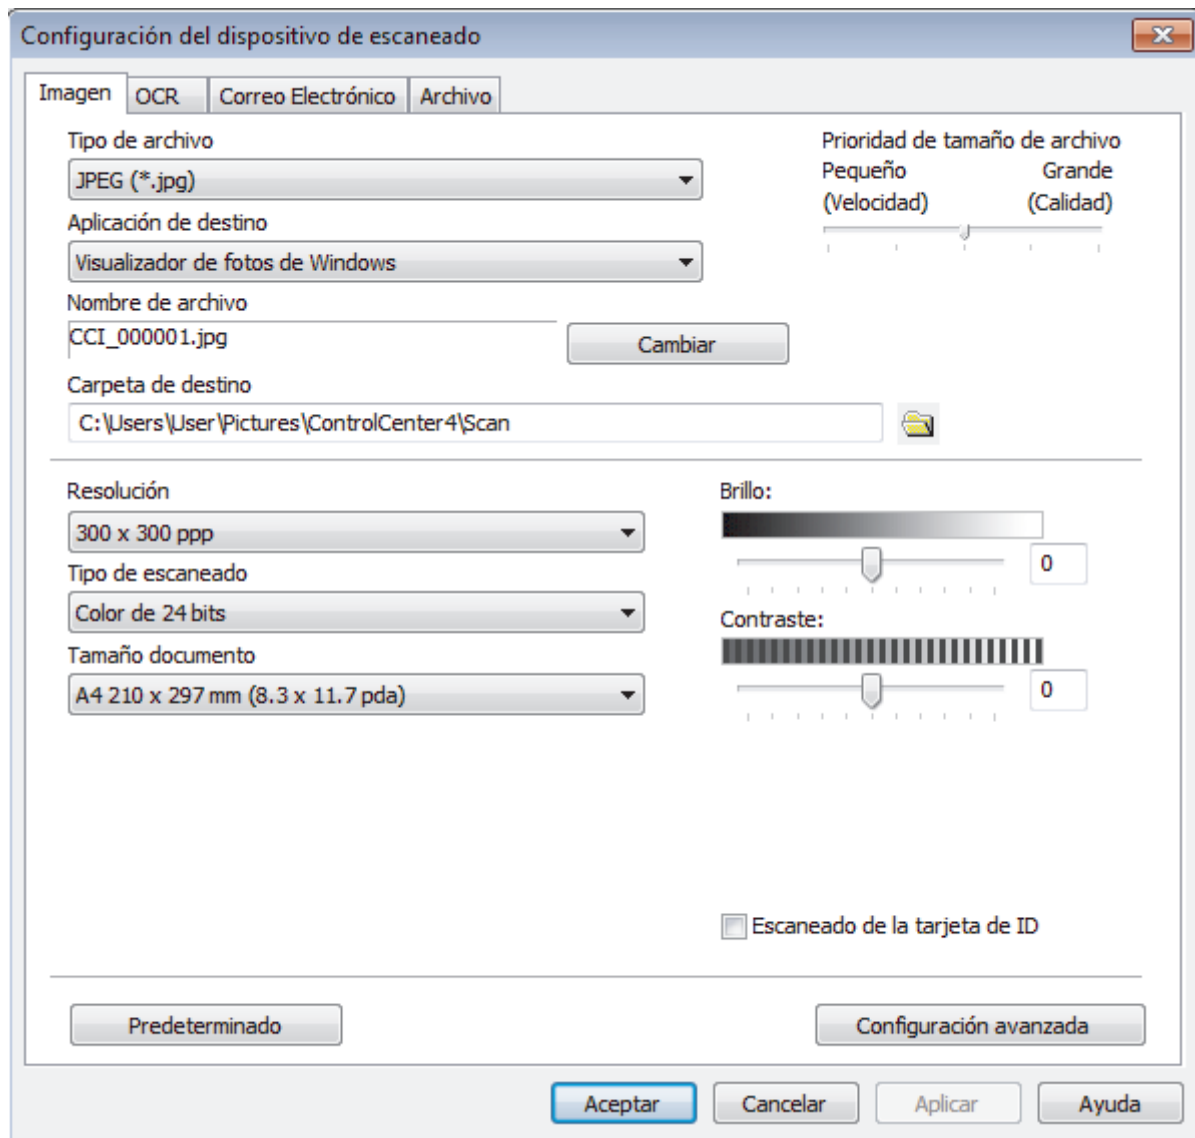 Configuración del dispositivo de escaneado
Imagen OCR Correo Electrónico Archivo
Tipo de archivo
JPEG (*.jpg)
Aplicación de destino
Visualizador de fotos de Windows
Nombre de archivo
CCI_000001.jpg
Cambiar
Carpeta de destino
C:\Users\User\Pictures\ControlCenter4\Scan
Prioridad de tamaño de archivo
Pequeño Grande
(Velocidad) (Calidad)
Resolución
300 x 300 ppp
Tipo de escaneado
Color de 24 bits
Tamaño documento
A4 210 x 297 mm (8.3 x 11.7 pda)
Brillo:
0
Contraste:
0
Escaneado de la tarjeta de ID
Predeterminado Configuración avanzada
Aceptar Cancelar Aplicar Ayuda